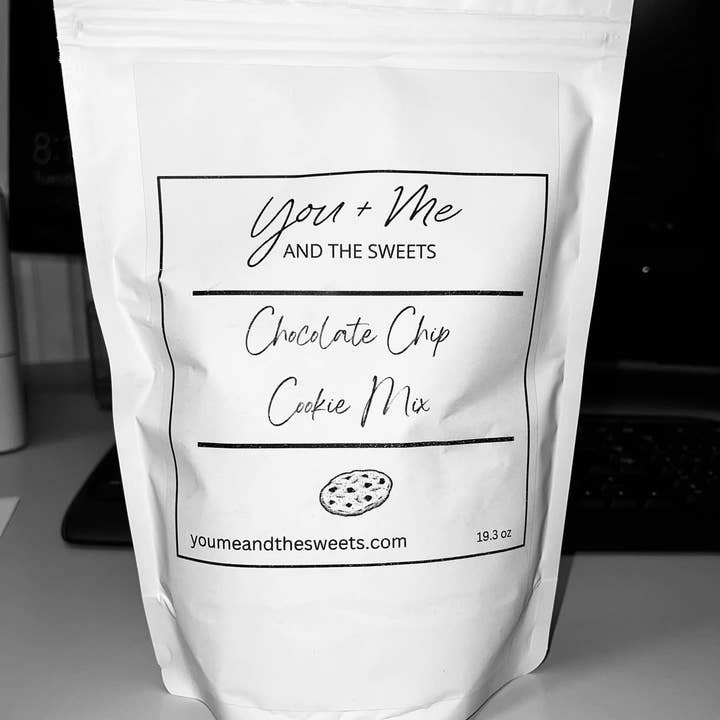 You + Me
AND THE SWEETS
Chocolate Chip
Cookie Mix
youmeandthesweets.com
19.3 oz